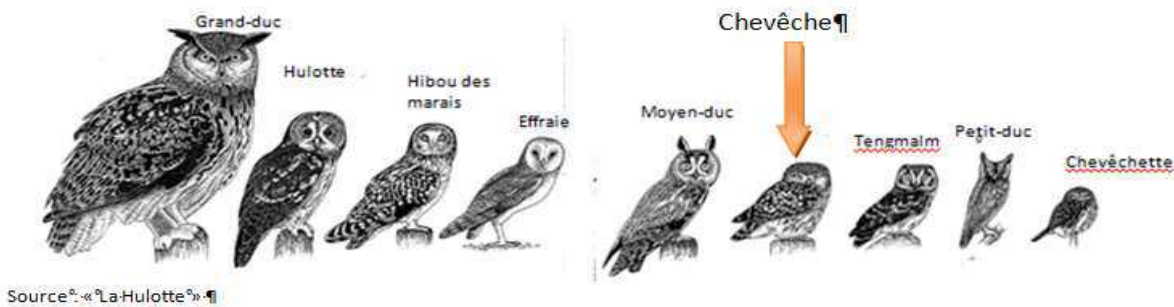 Grand-duc
Hulotte
Hibou des
marais
Effraie
Chevêche¶
Moyen-duc
Tengmalm
Petit-duc
Chevêchette
Source°:·«°La·Hulotte°»·¶